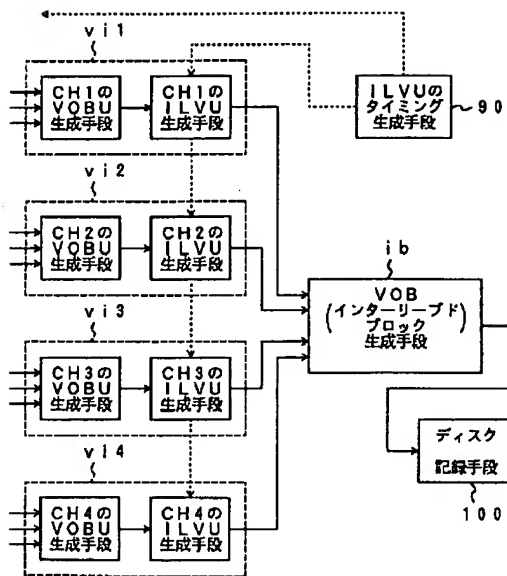 vi1
CH1の
VOBU
生成手段
CH1の
ILVU
生成手段
ILVUの
タイミング
生成手段
90
vi2
CH2の
VOBU
生成手段
CH2の
ILVU
生成手段
ib
VOB
(インターリーブド
ブロック)
生成手段
vi3
CH3の
VOBU
生成手段
CH3の
ILVU
生成手段
ディスク
記録手段
100
vi4
CH4の
VOBU
生成手段
CH4の
ILVU
生成手段